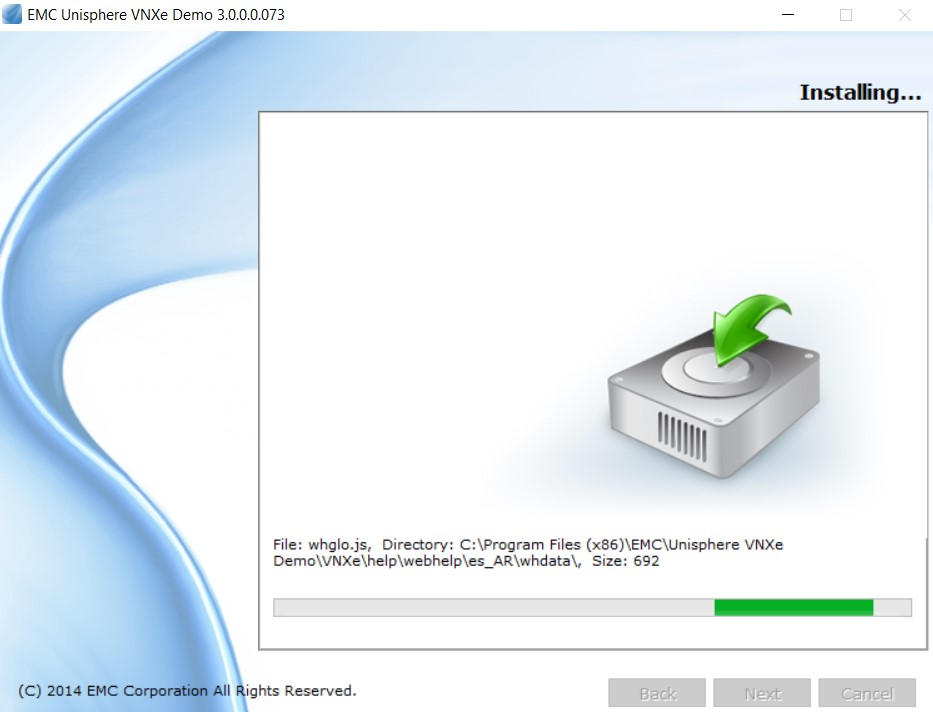 EMC Unisphere VNXe Demo 3.0.0.0.073
Installing...
File: whglo.js,  Directory: C:\Program Files (x86)\EMC\Unisphere VNXe
Demo\VNXe\help\webhelp\es_AR\whdata\,  Size: 692
(C) 2014 EMC Corporation All Rights Reserved.
Back
Next
Cancel